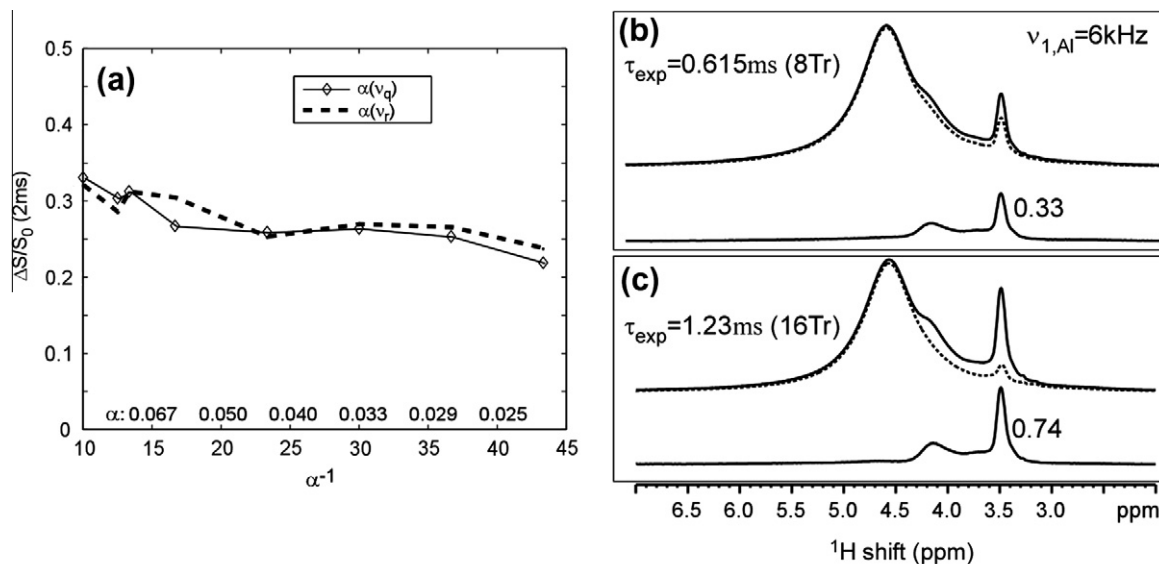 (a)
0.5
0.4
0.3
0.2
0.1
0
ΔS/S0 (2ms)
α(νq)
α(νr)
α: 0.067 0.050 0.040 0.033 0.029 0.025
10 15 20 25 30 35 40 45
α-1
(b)
ν1,Al=6kHz
τexp=0.615ms (8Tr)
0.33
(c)
τexp=1.23ms (16Tr)
0.74
6.5 6.0 5.5 5.0 4.5 4.0 3.5 3.0 ppm
1H shift (ppm)